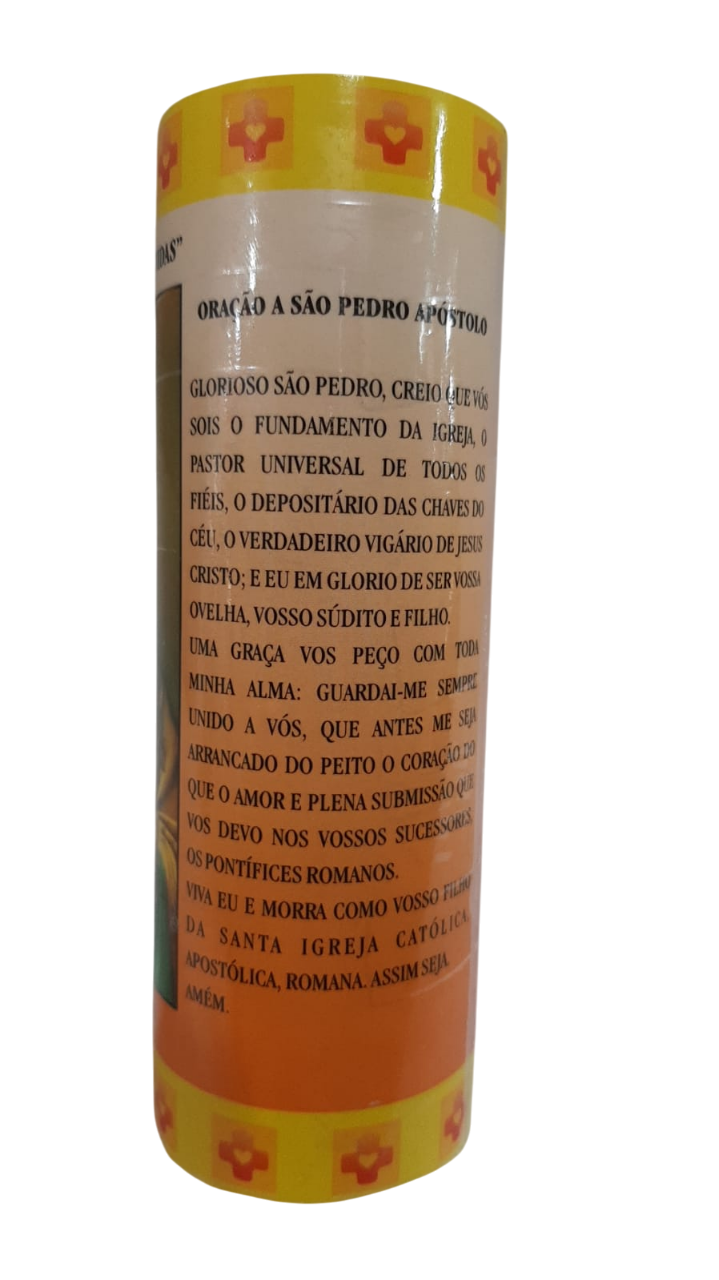 IDAS"
ORAÇÃO A SÃO PEDRO APÓSTOLO
GLORIOSO SÃO PEDRO, CREIO QUE VÓS
SOIS O FUNDAMENTO DA IGREJA, O
PASTOR UNIVERSAL DE TODOS OS
FIÉIS, O DEPOSITÁRIO DAS CHAVES DO
CÉU, O VERDADEIRO VIGÁRIO DE JESUS
CRISTO; E EU EM GLORIO DE SER VOSSA
OVELHA, VOSSO SÚDITO E FILHO.
UMA GRAÇA VOS PEÇO COM TODA
MINHA ALMA: GUARDAI-ME SEMPRE
UNIDO A VÓS, QUE ANTES ME SEJA
ARRANCADO DO PEITO O CORAÇÃO DO
QUE O AMOR E PLENA SUBMISSÃO QUE
VOS DEVO NOS VOSSOS SUCESSORES,
OS PONTÍFICES ROMANOS.
VIVA EU E MORRA COMO VOSSO FILHO
DA SANTA IGREJA CATÓLICA,
APOSTÓLICA, ROMANA. ASSIM SEJA.
AMÉM.